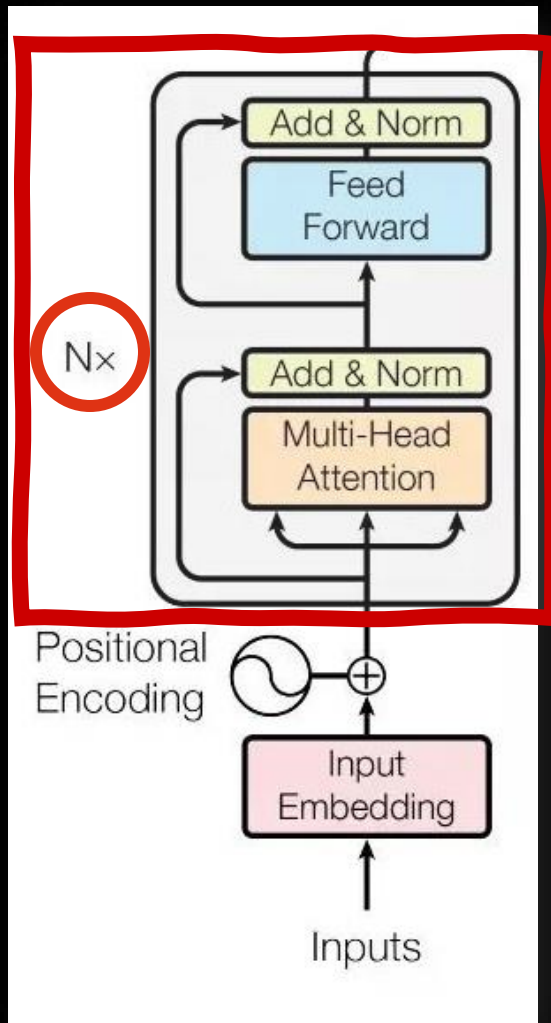 Add & Norm
Feed
Forward
N×
Add & Norm
Multi-Head
Attention
Positional
Encoding
Input
Embedding
Inputs